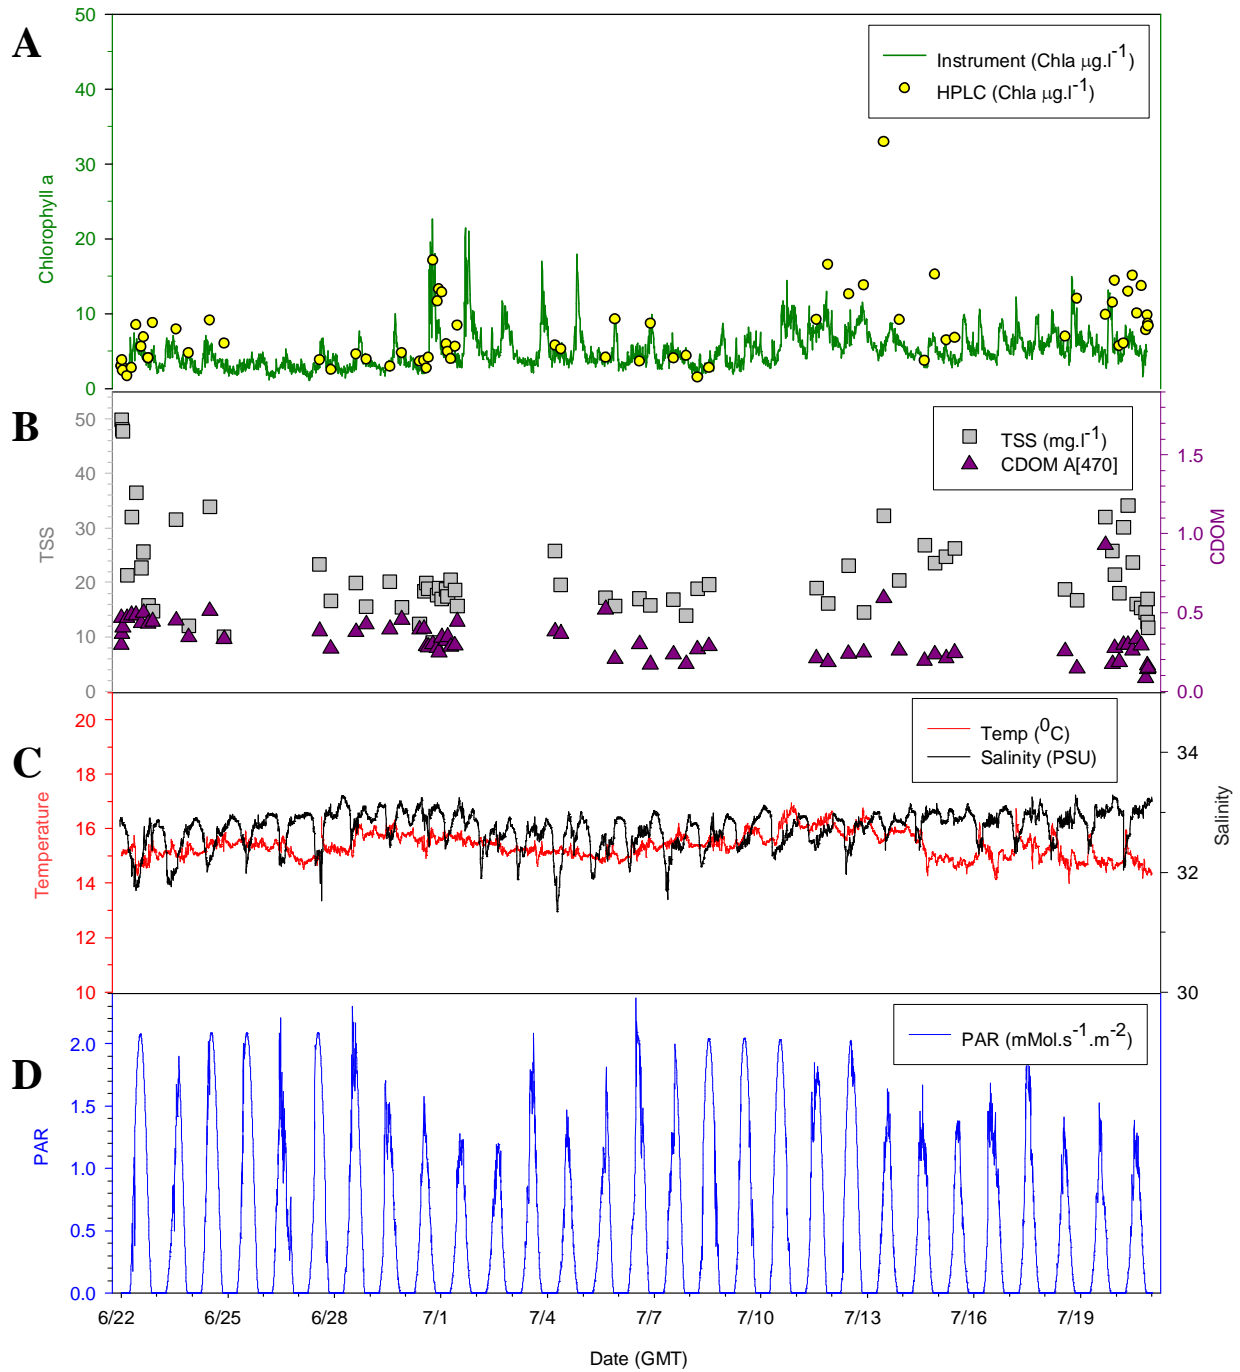 A
50
40
30
20
10
0
Chlorophyll a
Instrument (Chla μg.l-1)
HPLC (Chla μg.l-1)
B
50
40
30
20
10
0
TSS
TSS (mg.l-1)
CDOM A[470]
1.5
1.0
0.5
0.0
CDOM
C
20
18
16
14
12
10
Temperature
Temp (0C)
Salinity (PSU)
34
32
30
Salinity
D
2.0
1.5
1.0
0.5
0.0
PAR
PAR (mMol.s-1.m-2)
6/22 6/25 6/28 7/1 7/4 7/7 7/10 7/13 7/16 7/19
Date (GMT)